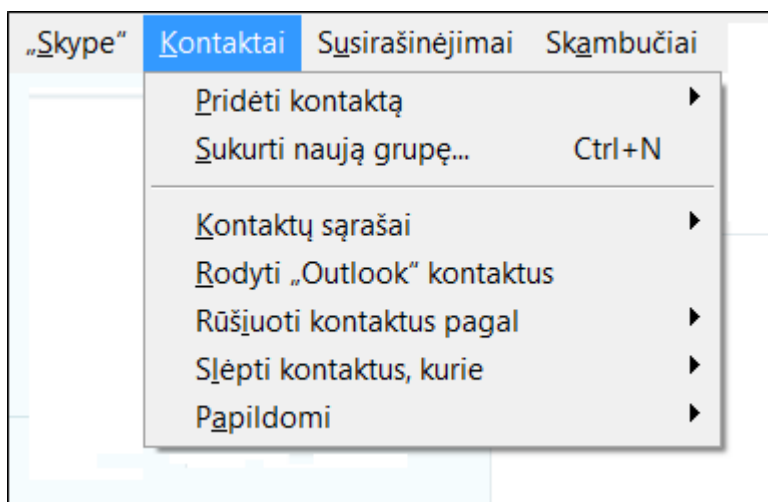 „Skype“ Kontaktai Susirašinėjimai Skambučiai
Pridėti kontaktą
Sukurti naują grupę... Ctrl+N
Kontaktų sąrašai
Rodyti „Outlook“ kontaktus
Rūšiuoti kontaktus pagal
Slėpti kontaktus, kurie
Papildomi